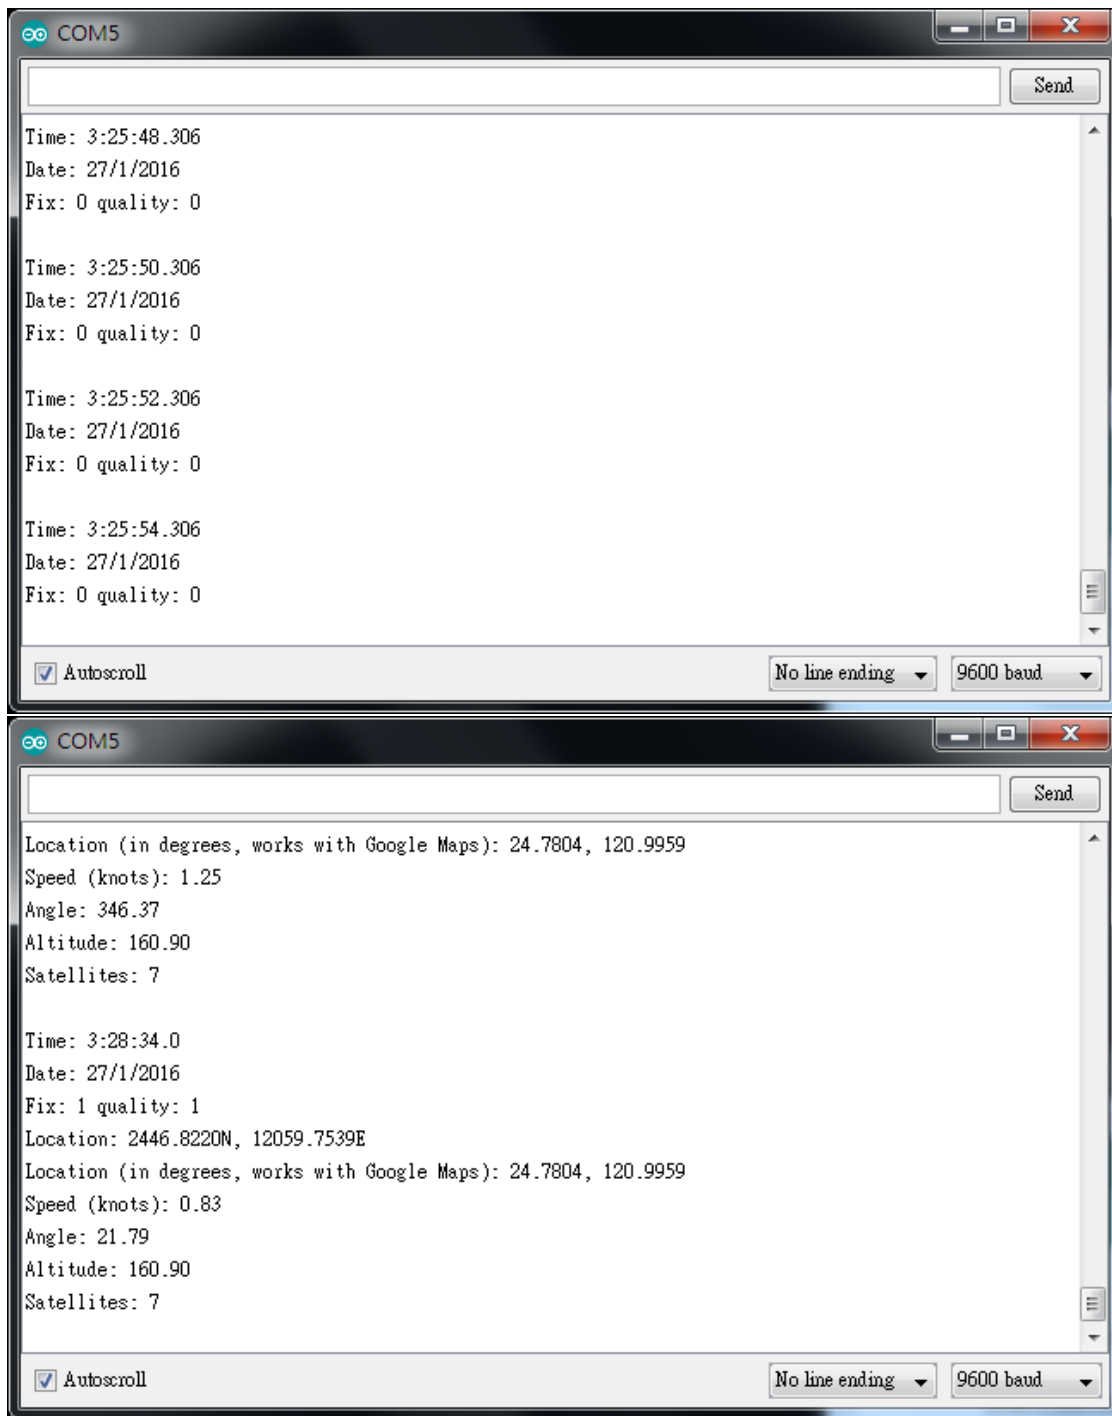 COM5
Send
Time: 3:25:48.306
Date: 27/1/2016
Fix: 0 quality: 0
Time: 3:25:50.306
Date: 27/1/2016
Fix: 0 quality: 0
Time: 3:25:52.306
Date: 27/1/2016
Fix: 0 quality: 0
Time: 3:25:54.306
Date: 27/1/2016
Fix: 0 quality: 0
Autoscroll No line ending 9600 baud
COM5
Send
Location (in degrees, works with Google Maps): 24.7804, 120.9959
Speed (knots): 1.25
Angle: 346.37
Altitude: 160.90
Satellites: 7
Time: 3:28:34.0
Date: 27/1/2016
Fix: 1 quality: 1
Location: 2446.8220N, 12059.7539E
Location (in degrees, works with Google Maps): 24.7804, 120.9959
Speed (knots): 0.83
Angle: 21.79
Altitude: 160.90
Satellites: 7
Autoscroll No line ending 9600 baud